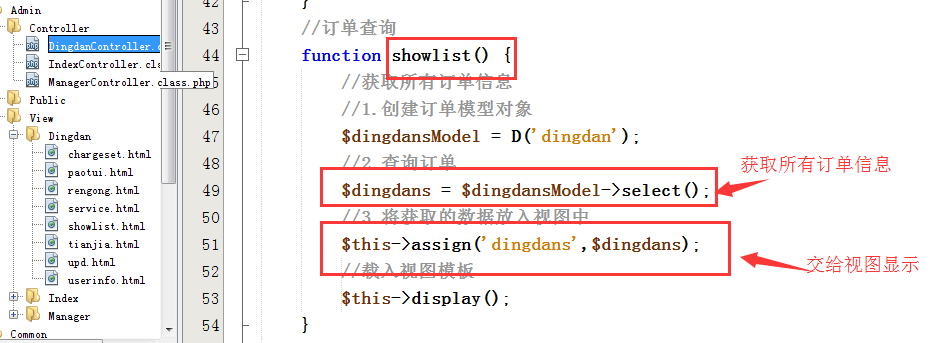 Admin
Controller
DingdanController.c
IndexController.cla
ManagerController.class.php
Public
View
Dingdan
chargeset.html
paotui.html
rengong.html
service.html
showlist.html
tianjia.html
upd.html
userinfo.html
Index
Manager
Common
42 }
43 //订单查询
44 function showlist() {
45 //获取所有订单信息
46 //1.创建订单模型对象
47 $dingdansModel = D('dingdan');
48 //2.查询订单
49 $dingdans = $dingdansModel->select();
50 //3.将获取的数据放入视图中
51 $this->assign('dingdans',$dingdans);
52 //载入视图模板
53 $this->display();
54 }
获取所有订单信息
交给视图显示